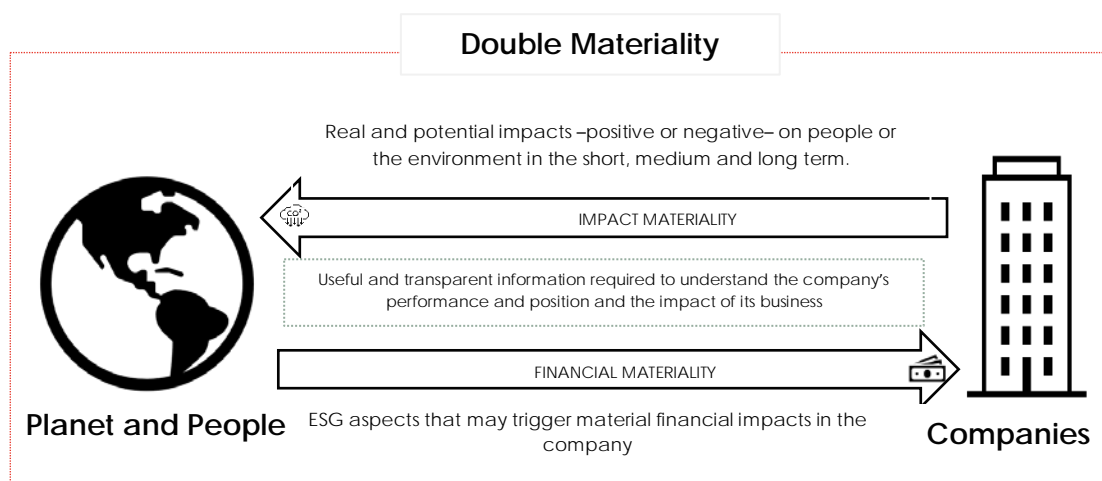 Double Materiality
Real and potential impacts –positive or negative– on people or
the environment in the short, medium and long term.
CO²
IMPACT MATERIALITY
Useful and transparent information required to understand the company's
performance and position and the impact of its business
FINANCIAL MATERIALITY
Planet and People
ESG aspects that may trigger material financial impacts in the
company
Companies